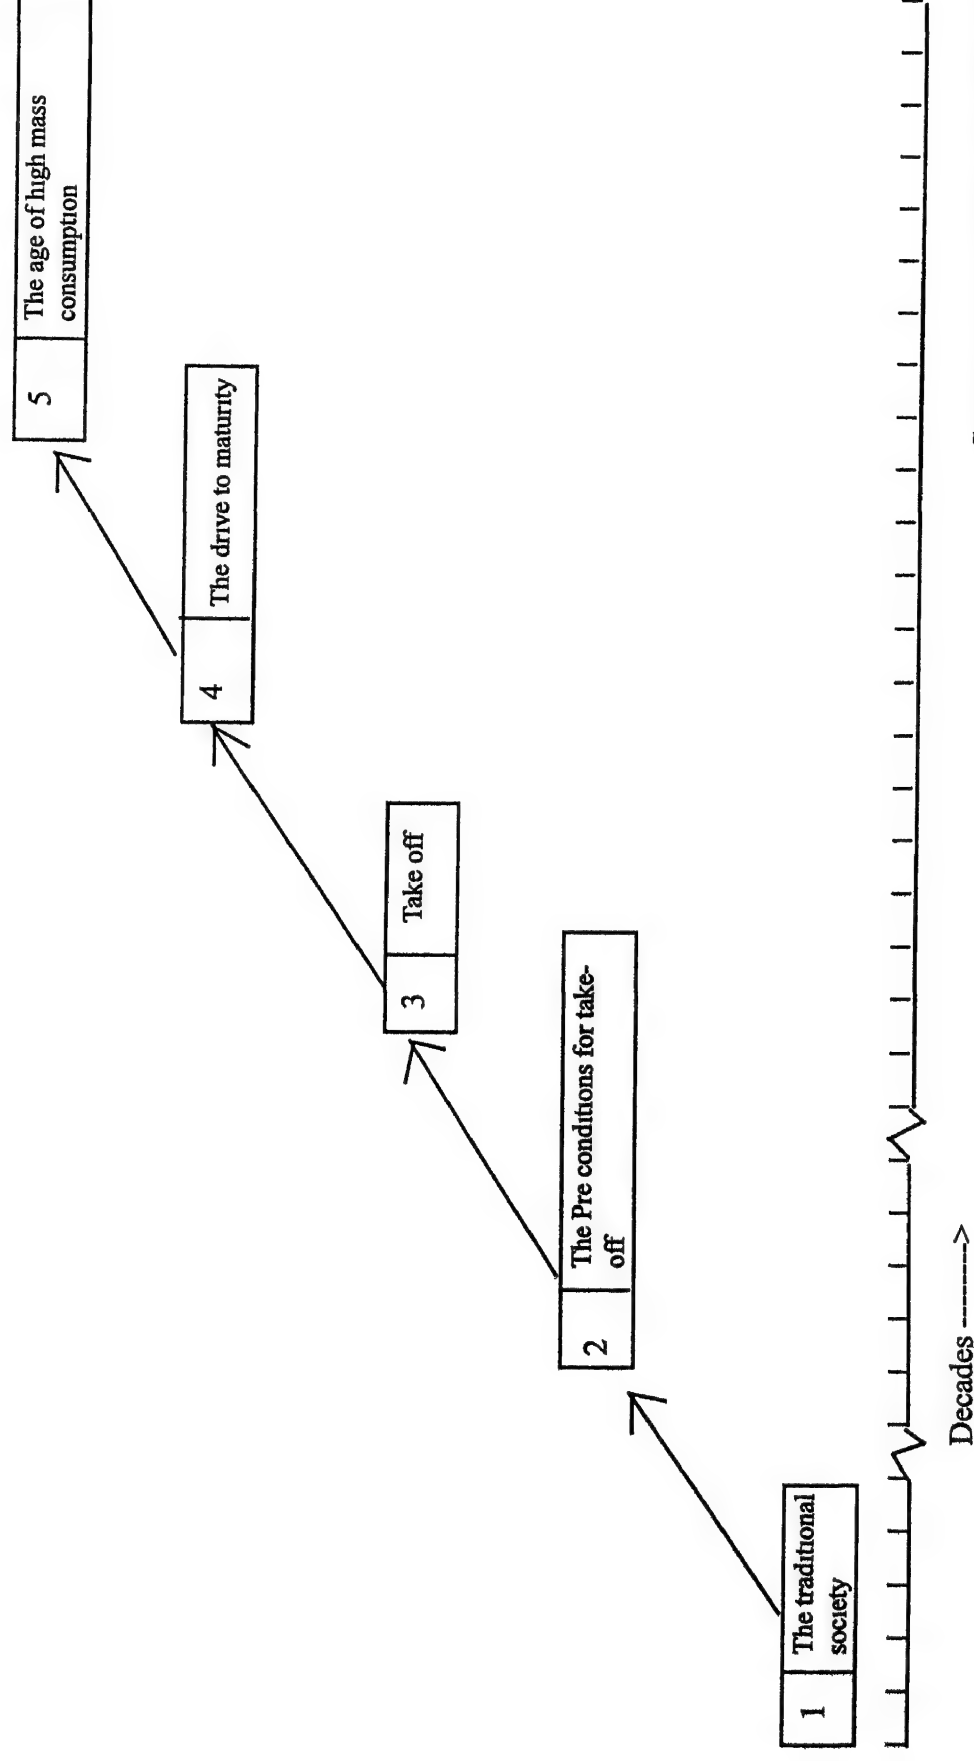 5
The age of high mass
consumption
4
The drive to maturity
3
Take off
2
The Pre conditions for take-
off
1
The traditional
society
Decades -------->